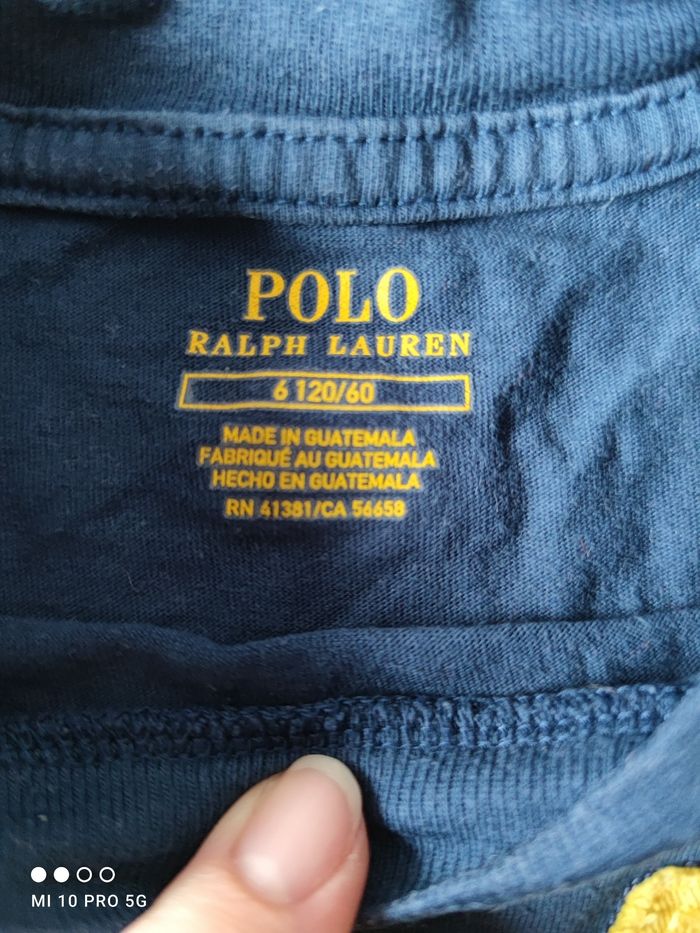 POLO
RALPH LAUREN
6 120/60
MADE IN GUATEMALA
FABRIQUÉ AU GUATEMALA
HECHO EN GUATEMALA
RN 41381/CA 56658
MI 10 PRO 5G